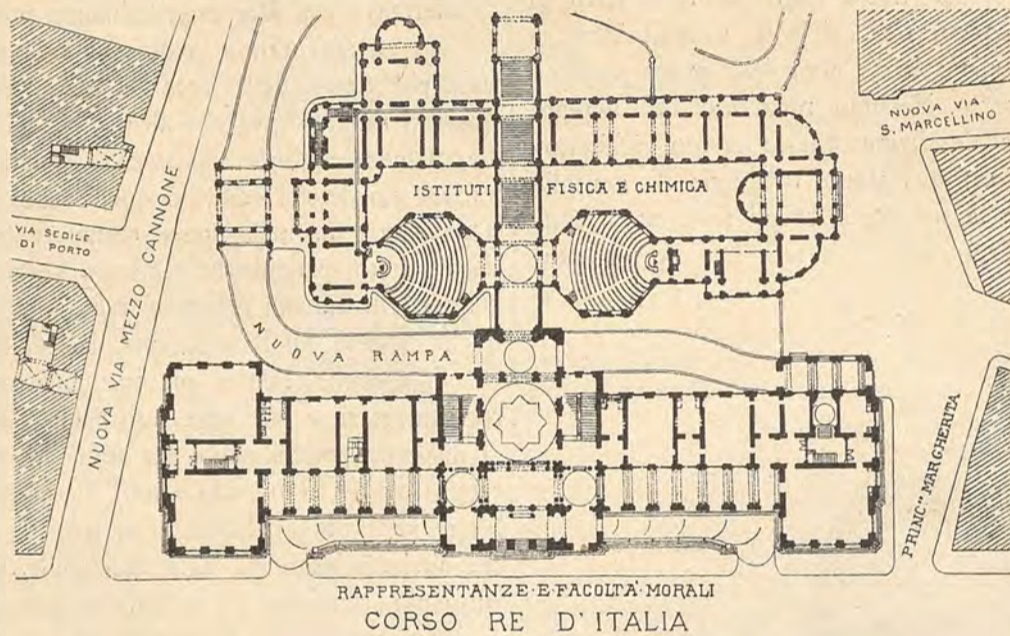 NUOVA VIA
S. MARCELLINO
ISTITUTI FISICA E CHIMICA
VIA SEDILE
DI PORTO
NUOVA VIA MEZZO CANNONE
NUOVA RAMPA
PRINC.ssa MARGHERITA
RAPPRESENTANZE·E·FACOLTÀ·MORALI
CORSO RE D'ITALIA